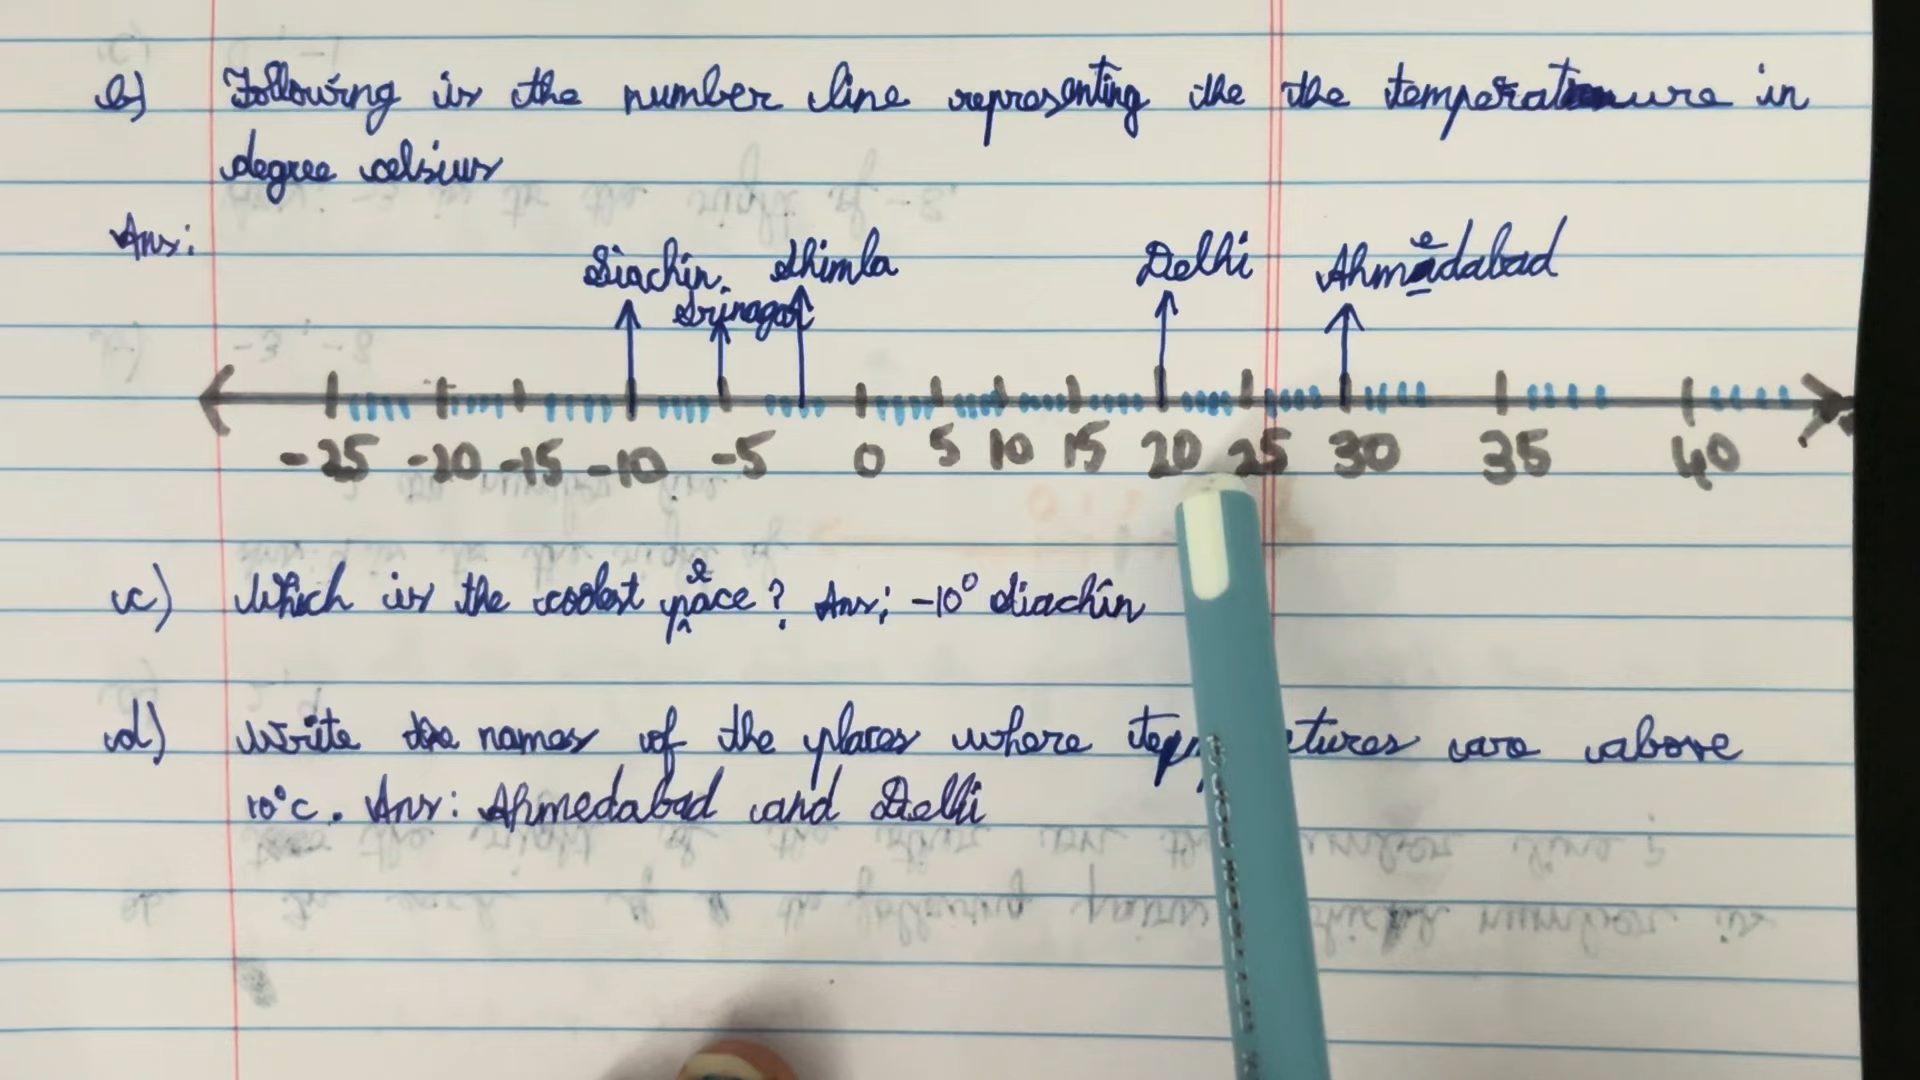 b) Following is the number line representing the the temperature in
degree celsius
Ans:
Siachin Shimla Delhi Ahmedabad
Srinagar
-25 -20 -15 -10 -5 0 5 10 15 20 25 30 35 40
c) Which is the coolest place? Ans; -10° Siachin
d) Write the names of the places where are above
10°c. Ans: Ahmedabad and Delhi